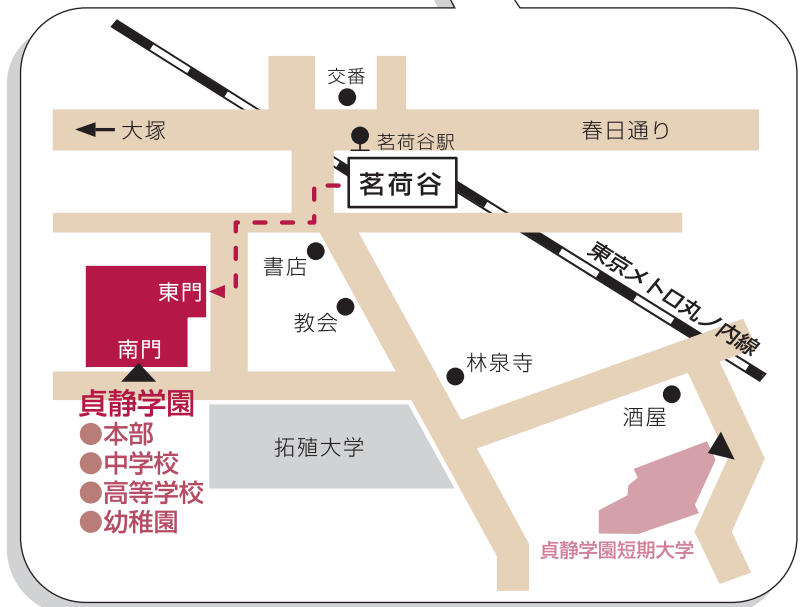 交番
大塚
茗荷谷駅
春日通り
茗荷谷
東京メトロ丸ノ内線
書店
東門
教会
南門
林泉寺
貞静学園
●本部
●中学校
●高等学校
●幼稚園
拓殖大学
酒屋
貞静学園短期大学